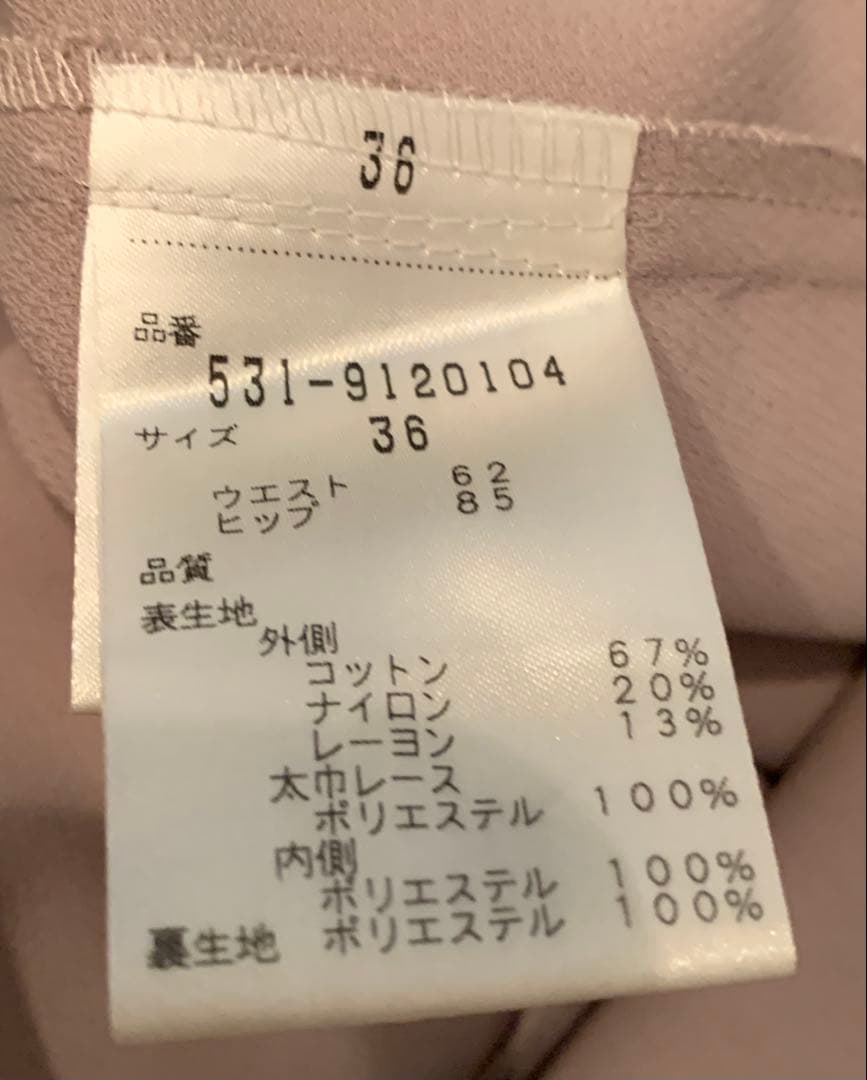 36
品番
531-9120104
サイズ 36
ウエスト 62
ヒップ 85
品質
表生地
外側
コットン 67%
ナイロン 20%
レーヨン 13%
太巾レース
ポリエステル 100%
内側
ポリエステル 100%
裏生地 ポリエステル 100%